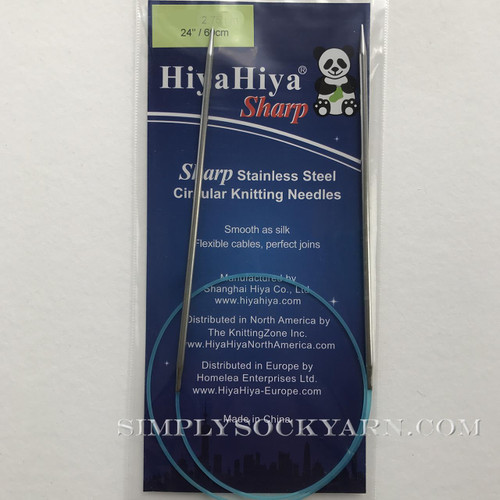 24" / 60cm
HiyaHiya®
Sharp
Sharp Stainless Steel
Circular Knitting Needles
Smooth as silk
Flexible cables, perfect joins
Manufactured by
Shanghai Hiya Co., Ltd.
www.hiyahiya.com
Distributed in North America by
The KnittingZone Inc.
www.HiyaHiyaNorthAmerica.com
Distributed in Europe by
Homelea Enterprises Ltd.
www.HiyaHiya-Europe.com
Made in China
SIMPLYSOCKYARN.COM